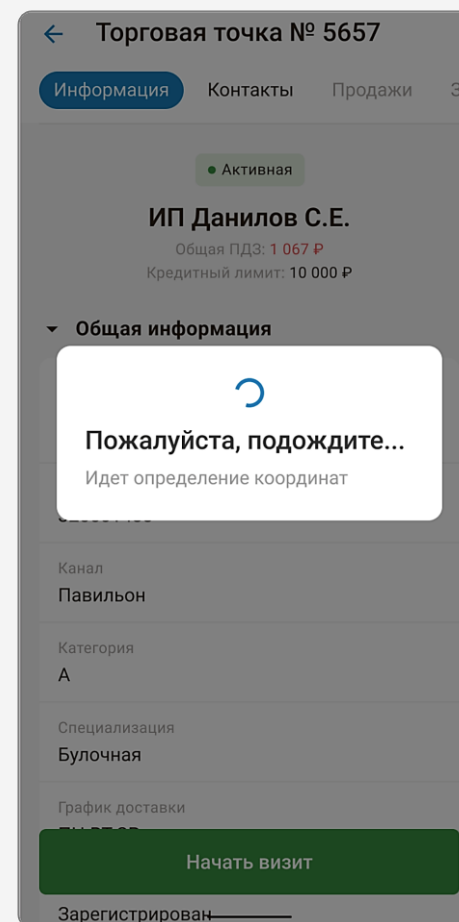 Торговая точка № 5657
Информация Контакты Продажи
Активная
ИП Данилов С.Е.
Общая ПДЗ: 1 067 ₽
Кредитный лимит: 10 000 ₽
Общая информация
Пожалуйста, подождите...
Идет определение координат
Канал
Павильон
Категория
А
Специализация
Булочная
График доставки
Начать визит
Зарегистрирован